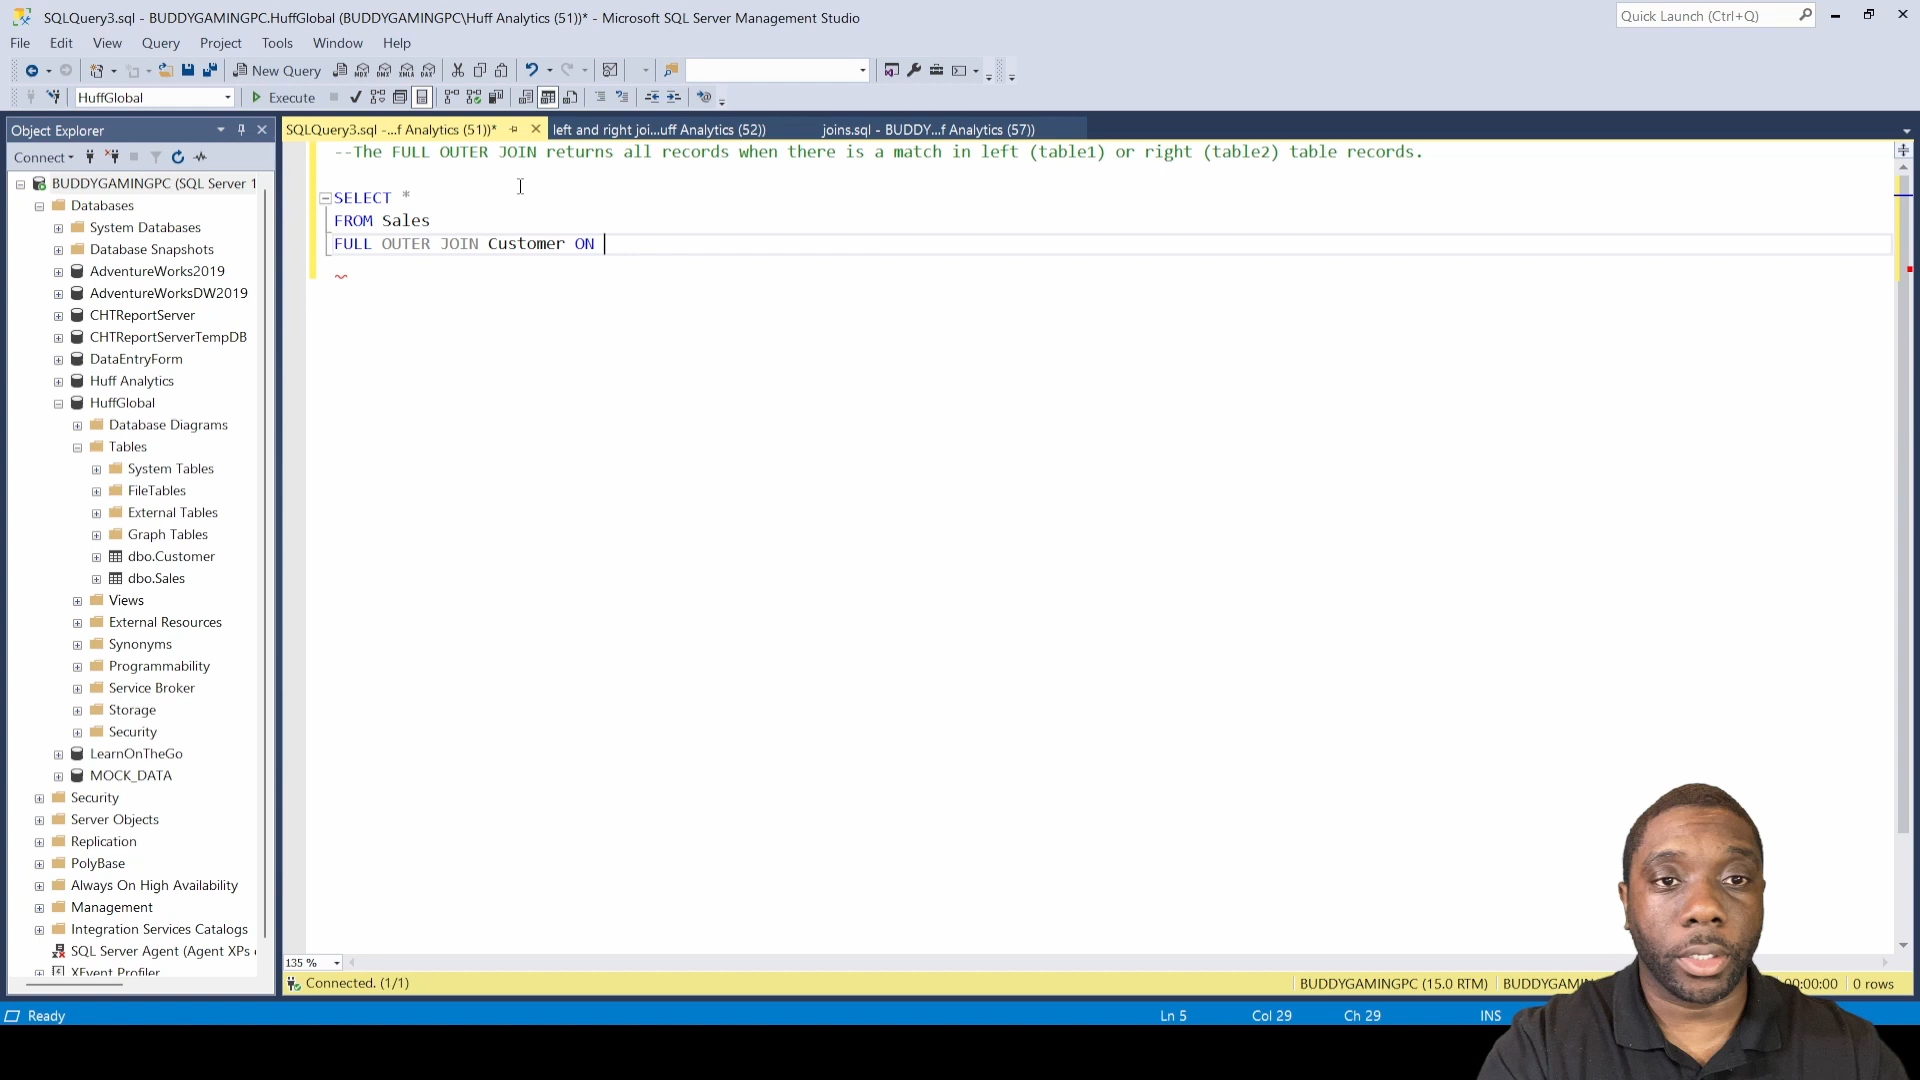 SQLQuery3.sql - BUDDYGAMINGPC.HuffGlobal (BUDDYGAMINGPC\Huff Analytics (51))* - Microsoft SQL Server Management Studio
Quick Launch (Ctrl+Q)
File Edit View Query Project Tools Window Help
New Query
MDX DMX XMLA DAX
HuffGlobal
Execute
Object Explorer
SQLQuery3.sql -...f Analytics (51))*
left and right joi...uff Analytics (52))
joins.sql - BUDDY...f Analytics (57))
Connect
--The FULL OUTER JOIN returns all records when there is a match in left (table1) or right (table2) table records.
SELECT *
FROM Sales
FULL OUTER JOIN Customer ON
BUDDYGAMINGPC (SQL Server 1
Databases
System Databases
Database Snapshots
AdventureWorks2019
AdventureWorksDW2019
CHTReportServer
CHTReportServerTempDB
DataEntryForm
Huff Analytics
HuffGlobal
Database Diagrams
Tables
System Tables
FileTables
External Tables
Graph Tables
dbo.Customer
dbo.Sales
Views
External Resources
Synonyms
Programmability
Service Broker
Storage
Security
LearnOnTheGo
MOCK_DATA
Security
Server Objects
Replication
PolyBase
Always On High Availability
Management
Integration Services Catalogs
SQL Server Agent (Agent XPs
XEvent Profiler
135 %
Connected. (1/1)
BUDDYGAMINGPC (15.0 RTM)
BUDDYGAMIN
00:00:00
0 rows
Ready
Ln 5
Col 29
Ch 29
INS